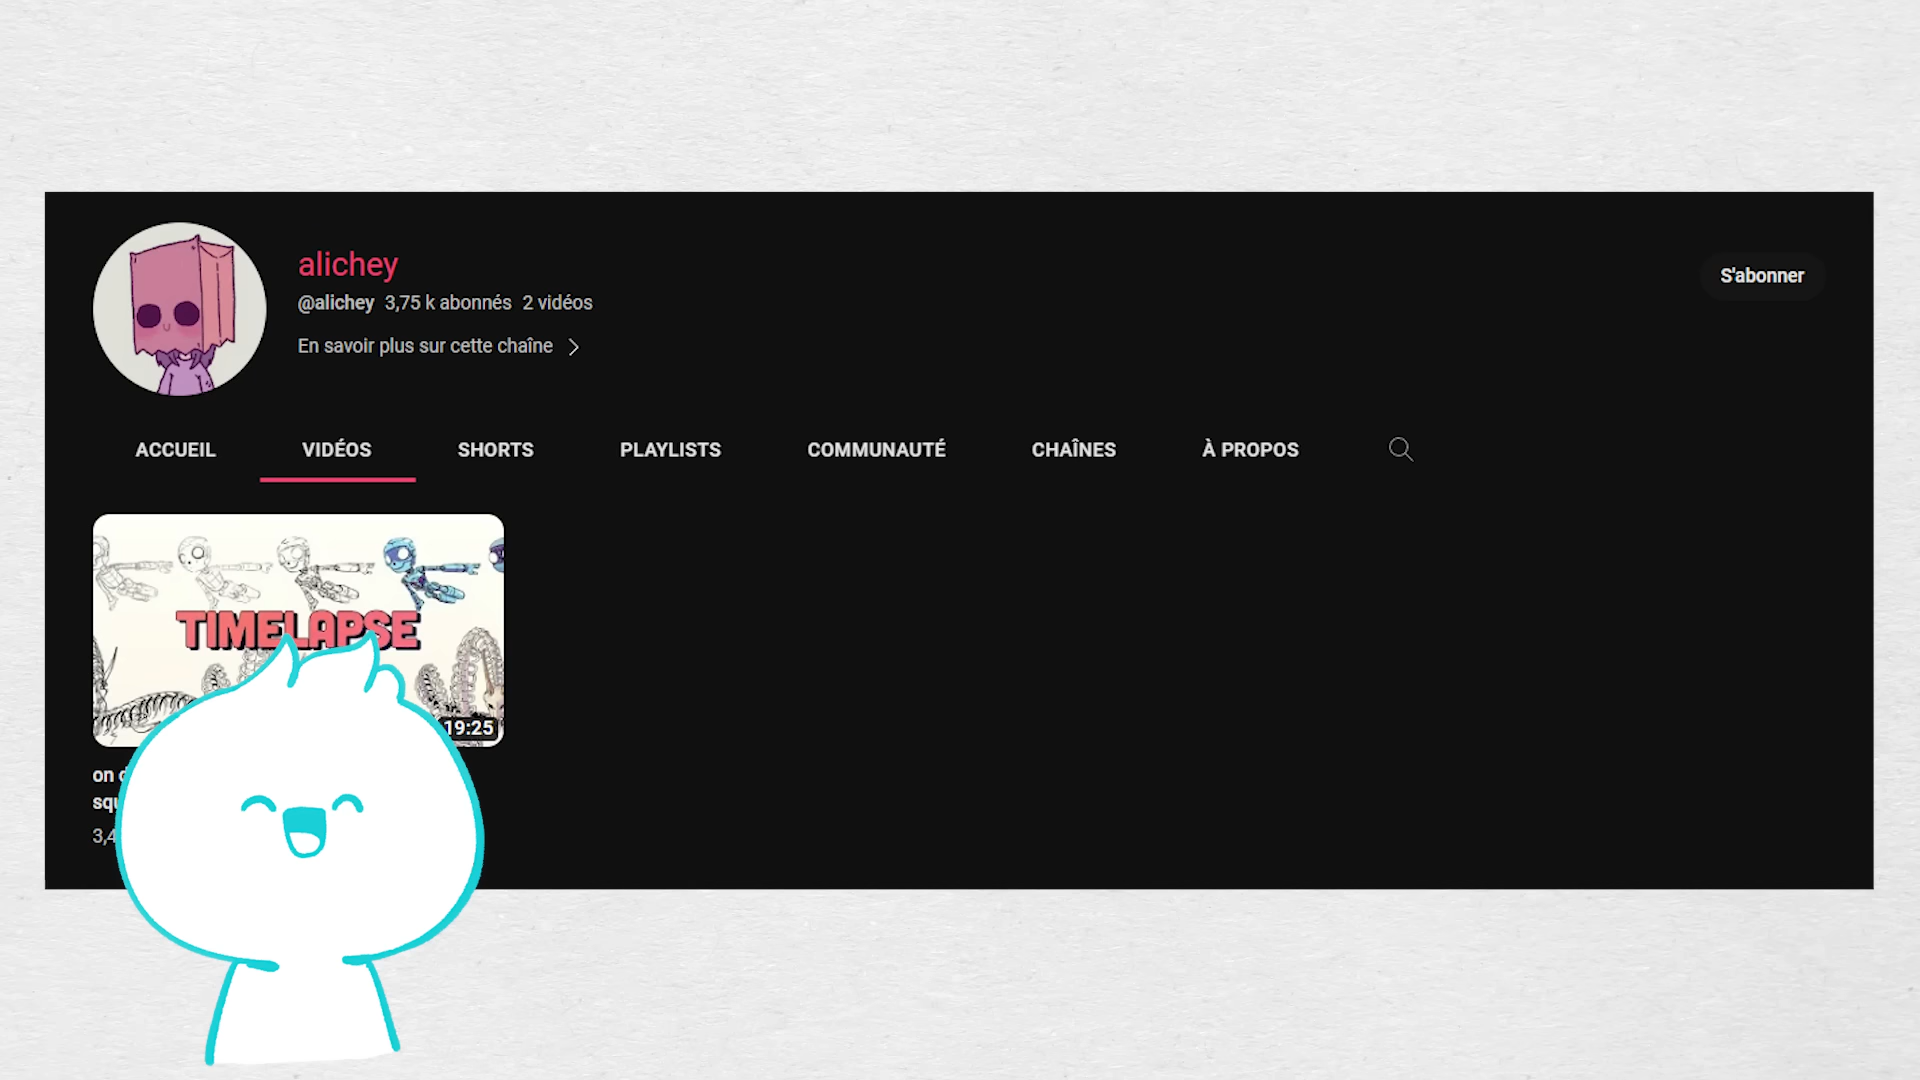 alichey
@alichey 3,75 k abonnés 2 vidéos
En savoir plus sur cette chaîne
S'abonner
ACCUEIL VIDÉOS SHORTS PLAYLISTS COMMUNAUTÉ CHAÎNES À PROPOS
TIMELAPSE
19:25
on